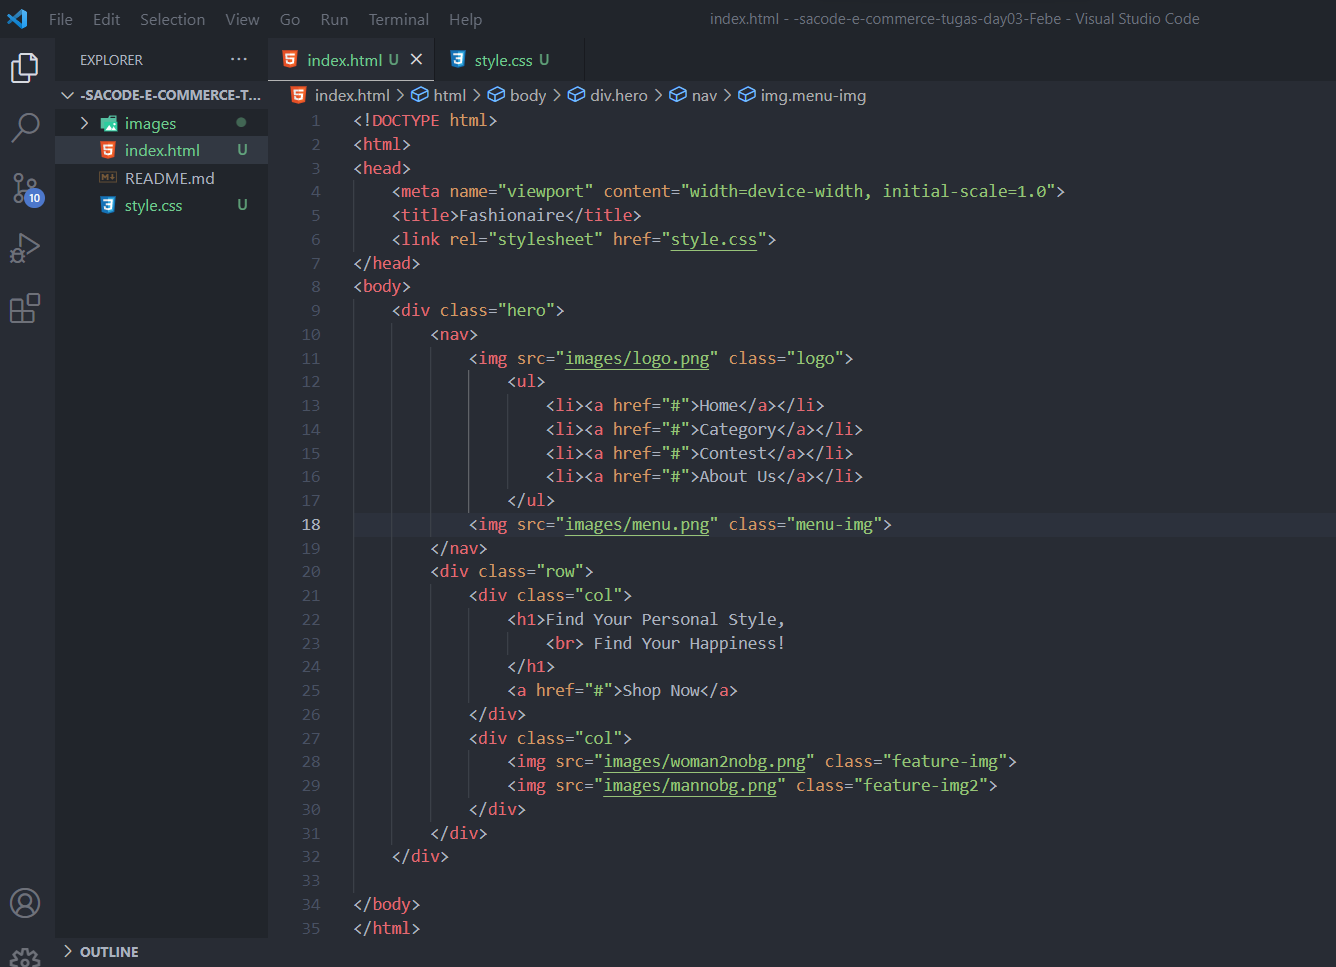 File Edit Selection View Go Run Terminal Help
index.html - -sacode-e-commerce-tugas-day03-Febe - Visual Studio Code
EXPLORER ···
-SACODE-E-COMMERCE-T...
images
index.html U
README.md
style.css U
10
OUTLINE
index.html U
style.css U
index.html > html > body > div.hero > nav > img.menu-img
1 <!DOCTYPE html>
2 <html>
3 <head>
4 <meta name="viewport" content="width=device-width, initial-scale=1.0">
5 <title>Fashionaire</title>
6 <link rel="stylesheet" href="style.css">
7 </head>
8 <body>
9 <div class="hero">
10 <nav>
11 <img src="images/logo.png" class="logo">
12 <ul>
13 <li><a href="#">Home</a></li>
14 <li><a href="#">Category</a></li>
15 <li><a href="#">Contest</a></li>
16 <li><a href="#">About Us</a></li>
17 </ul>
18 <img src="images/menu.png" class="menu-img">
19 </nav>
20 <div class="row">
21 <div class="col">
22 <h1>Find Your Personal Style,
23 <br> Find Your Happiness!
24 </h1>
25 <a href="#">Shop Now</a>
26 </div>
27 <div class="col">
28 <img src="images/woman2nobg.png" class="feature-img">
29 <img src="images/mannobg.png" class="feature-img2">
30 </div>
31 </div>
32 </div>
33
34 </body>
35 </html>